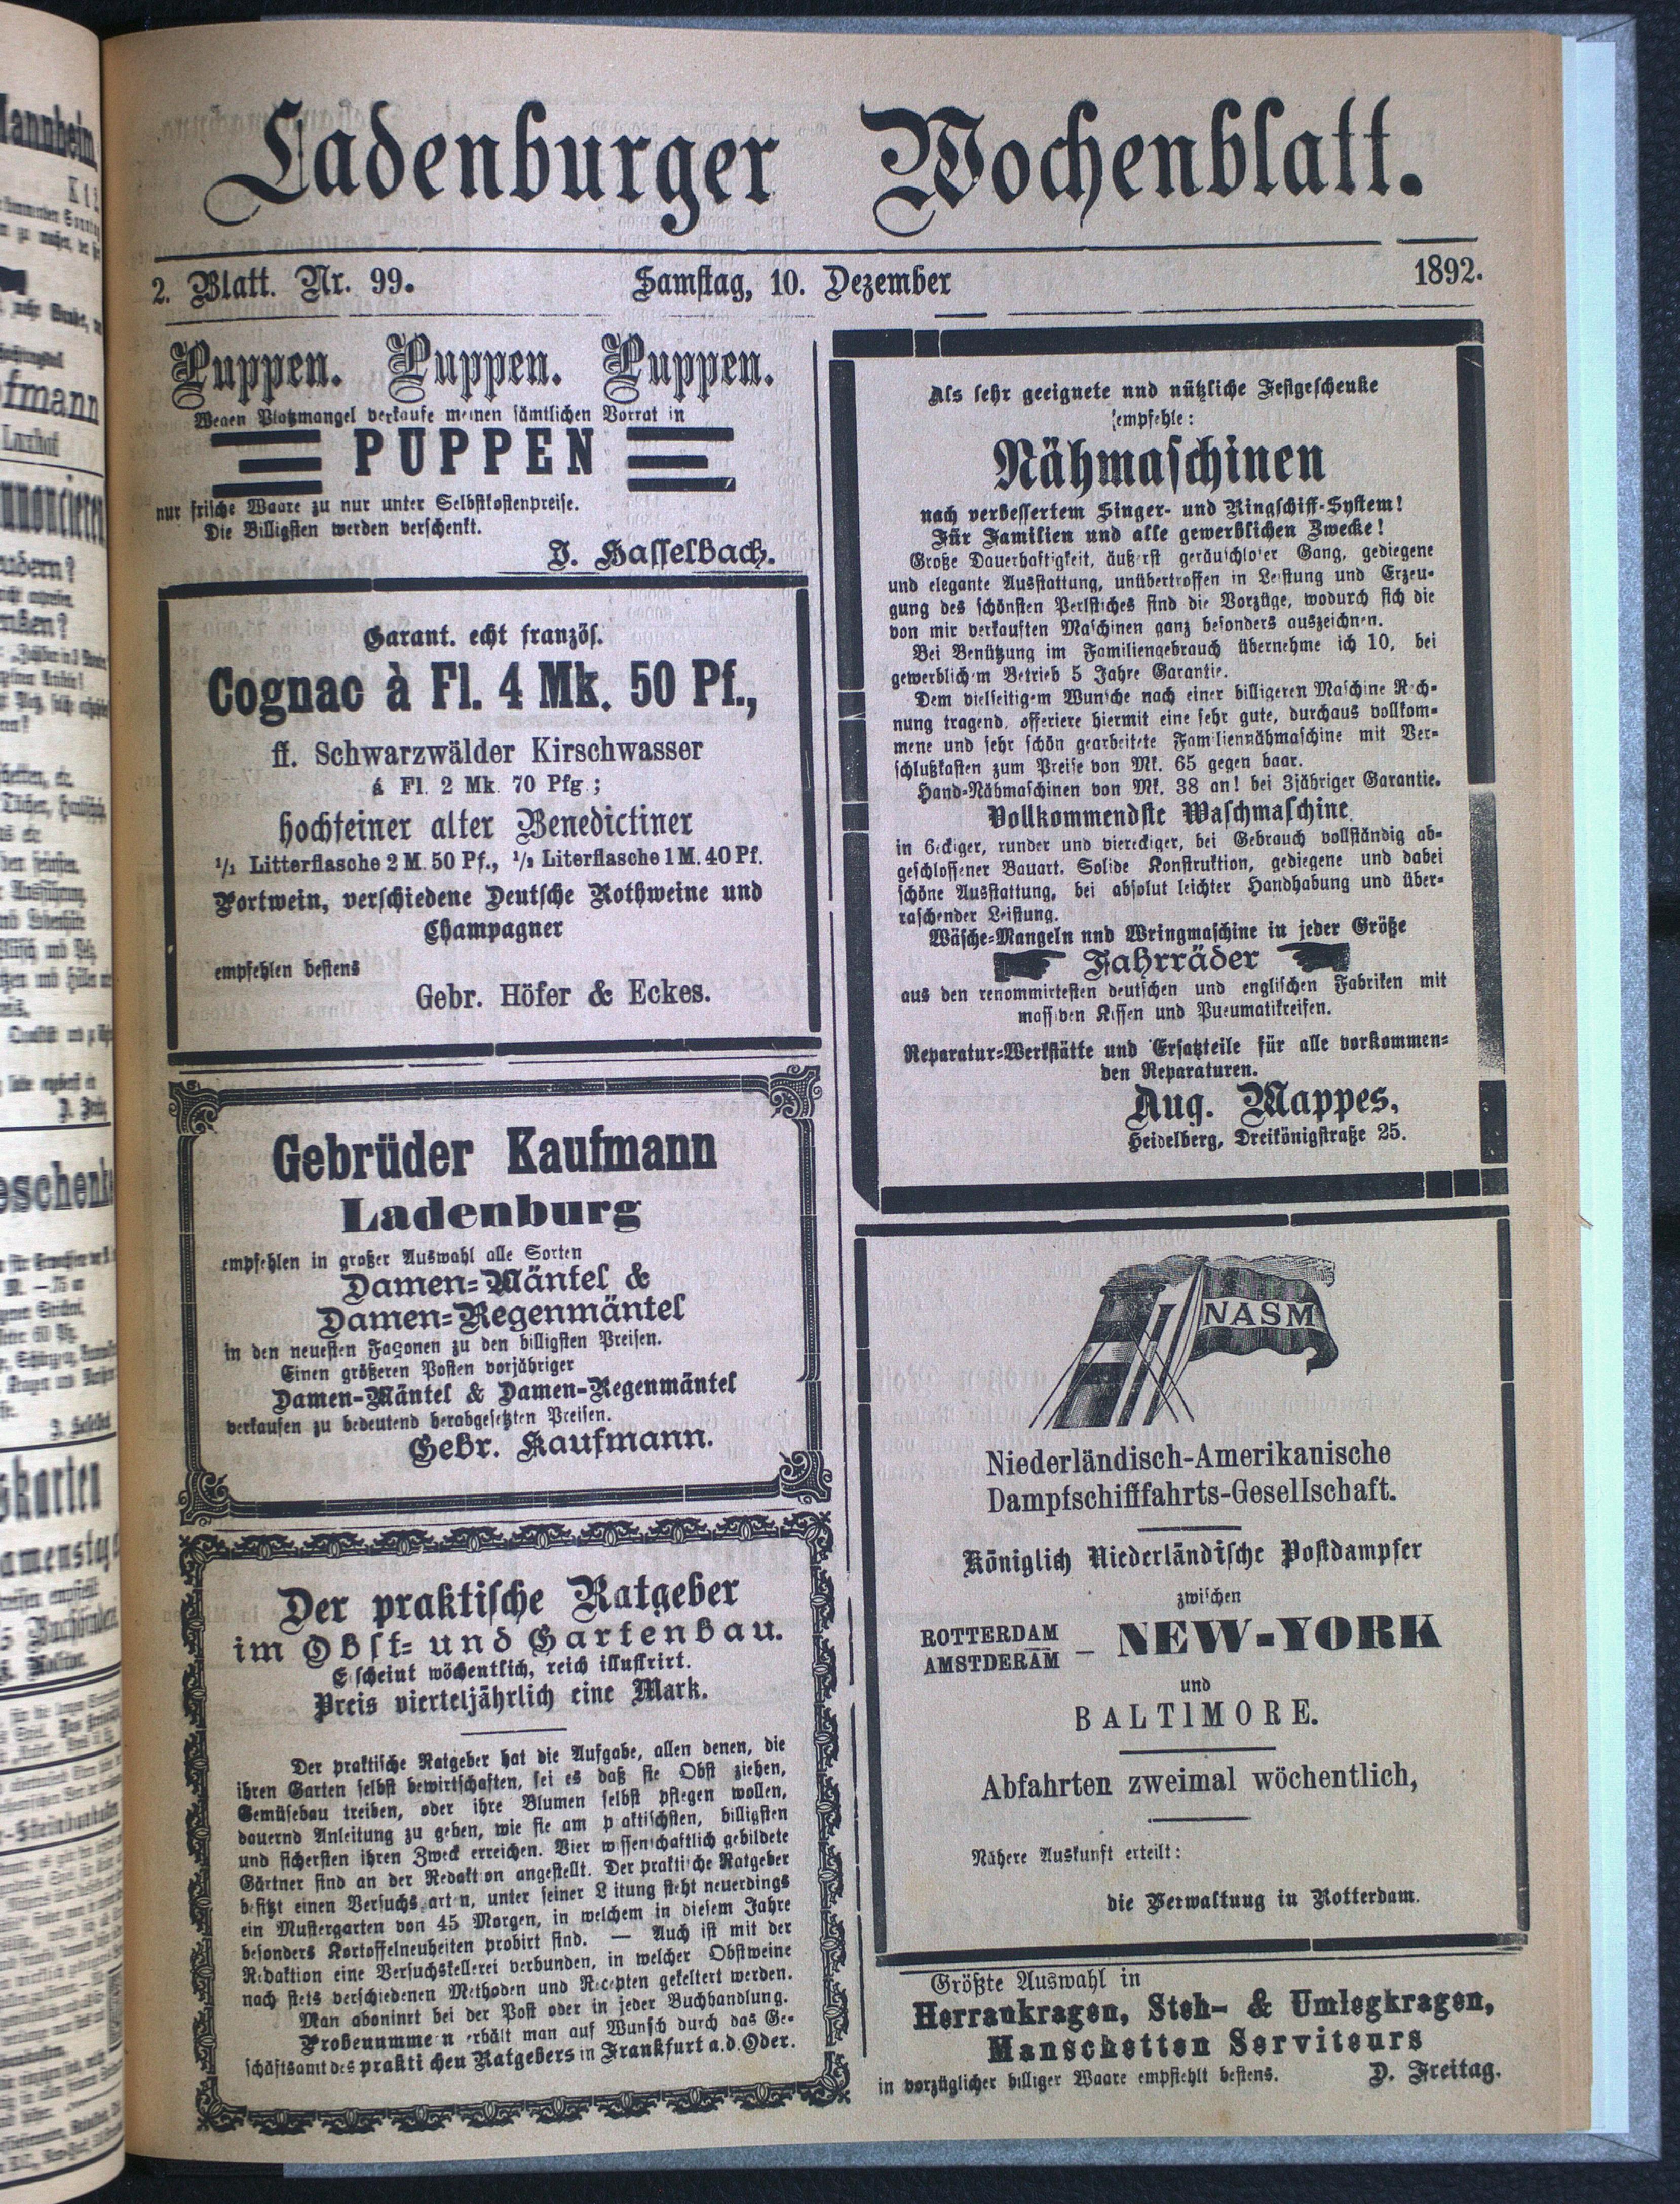 Ladenburger Wochenblatt.
2. Blatt. Nr. 99. Samstag, 10. Dezember 1892.
Puppen. Puppen. Puppen.
Wegen Platzmangel verkaufe meinen sämtlichen Vorrat in
PUPPEN
nur frische Waare zu nur unter Selbstkostenpreise.
Die Billigsten werden verschenkt.
J. Hasselbach.
Garant. echt französ.
Cognac à Fl. 4 Mk. 50 Pf.,
ff. Schwarzwälder Kirschwasser
á Fl. 2 Mk. 70 Pfg.;
hochfeiner alter Benedictiner
1/1 Litterflasche 2 M. 50 Pf., 1/2 Literflasche 1 M. 40 Pf.
Portwein, verschiedene Deutsche Rothweine und
Champagner
empfehlen bestens
Gebr. Höfer & Eckes.
Gebrüder Kaufmann
Ladenburg
empfehlen in großer Auswahl alle Sorten
Damen-Mäntel &
Damen-Regenmäntel
in den neuesten Façonen zu den billigsten Preisen.
Einen größeren Posten vorjähriger
Damen-Mäntel & Damen-Regenmäntel
verkaufen zu bedeutend herabgesetzten Preisen.
Gebr. Kaufmann.
Der praktische Ratgeber
im Obst- und Gartenbau.
E scheint wöchentlich, reich illustrirt.
Preis vierteljährlich eine Mark.
Der praktische Ratgeber hat die Aufgabe, allen denen, die
ihren Garten selbst bewirtschaften, sei es daß sie Obst ziehen,
Gemüsebau treiben, oder ihre Blumen selbst pflegen wollen,
dauernd Anleitung zu geben, wie sie am p aktischsten, billigsten
und sichersten ihren Zweck erreichen. Vier wissenschaftlich gebildete
Gärtner sind an der Redaktion angestellt. Der praktische Ratgeber
besitzt einen Versuchs arten, unter seiner L itung steht neuerdings
ein Mustergarten von 45 Morgen, in welchem in diesem Jahre
besonders Kortoffelneuheiten probirt sind. — Auch ist mit der
Redaktion eine Versuchskellerei verbunden, in welcher Obstweine
nach stets verschiedenen Methoden und Recepten gekeltert werden.
Man aboninrt bei der Post oder in jeder Buchhandlung.
Probenumme n erhält man auf Wunsch durch das Ge-
schäftsamt des prakti chen Ratgebers in Frankfurt a.d. Oder.
Als sehr geeignete und nützliche Festgeschenke
empfehle:
Nähmaschinen
nach verbessertem Singer- und Ringschiff-System!
Für Familien und alle gewerblichen Zwecke!
Große Dauerhaftigkeit, äußerst geräuschloser Gang, gediegene
und elegante Ausstattung, unübertroffen in Leistung und Erzeu-
gung des schönsten Perlstiches sind die Vorzüge, wodurch sich die
von mir verkauften Maschinen ganz besonders auszeichnen.
Bei Benützung im Familiengebrauch übernehme ich 10, bei
gewerblichem Betrieb 5 Jahre Garantie.
Dem vielseitigem Wunsche nach einer billigeren Maschine Rech-
nung tragend, offeriere hiermit eine sehr gute, durchaus vollkom-
mene und sehr schön gearbeitete Familiennähmaschine mit Ver-
schlußkasten zum Preise von Mk. 65 gegen baar.
Hand-Nähmaschinen von Mk. 38 an! bei 3jähriger Garantie.
Vollkommendste Waschmaschine
in 6eckiger, runder und viereckiger, bei Gebrauch vollständig ab-
geschlossener Bauart. Solide Konstruktion, gediegene und dabei
schöne Ausstattung, bei absolut leichter Handhabung und über-
raschender Leistung.
Wäsche-Mangeln und Wringmaschine in jeder Größe
Fahrräder
aus den renommirtesten deutschen und englischen Fabriken mit
massiven Kissen und Pneumatikreifen.
Reparatur-Werkstätte und Ersatzteile für alle vorkommen-
den Reparaturen.
Aug. Mappes,
Heidelberg, Dreikönigstraße 25.
NASM
Niederländisch-Amerikanische
Dampfschifffahrts-Gesellschaft.
Königlich Niederländische Postdampfer
zwischen
ROTTERDAM
AMSTDERAM – NEW-YORK
und
BALTIMORE.
Abfahrten zweimal wöchentlich,
Nähere Auskunft erteilt:
die Verwaltung in Rotterdam.
Größte Auswahl in
Herrankragen, Steh- & Umlegkragen,
Manschetten Serviteurs
in vorzüglicher billiger Waare empfiehlt bestens. D. Freitag.